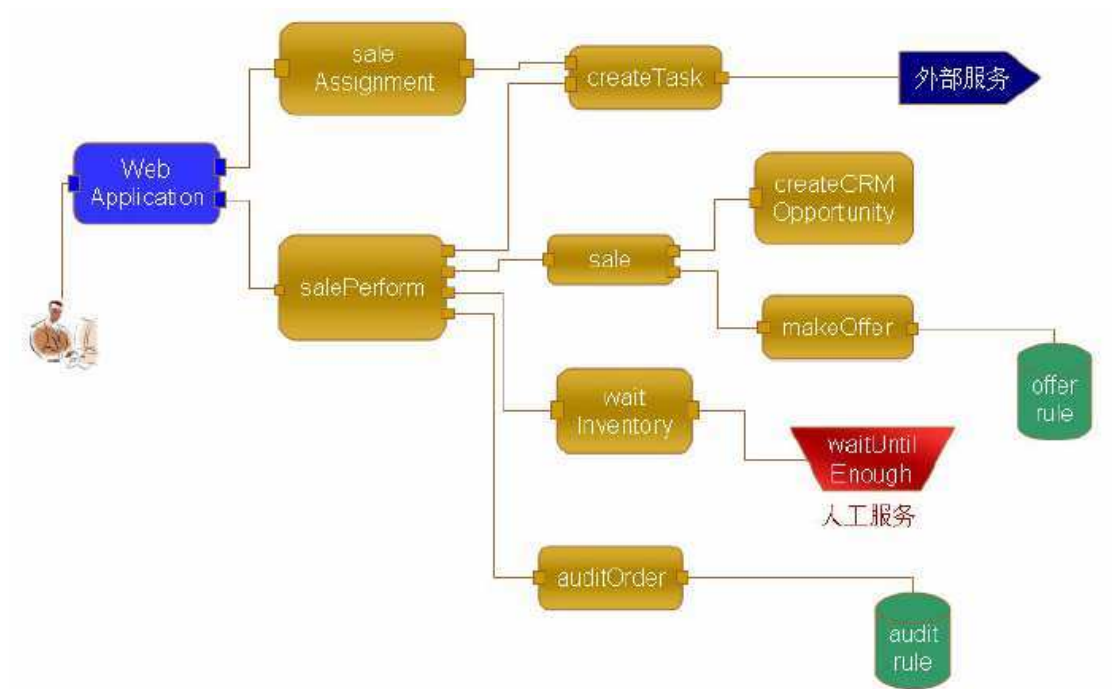 sale
Assignment
createTask
外部服务
Web
Application
createCRM
Opportunity
salePerform
sale
makeOffer
offer
rule
wait
Inventory
waitUntil
Enough
人工服务
auditOrder
audit
rule